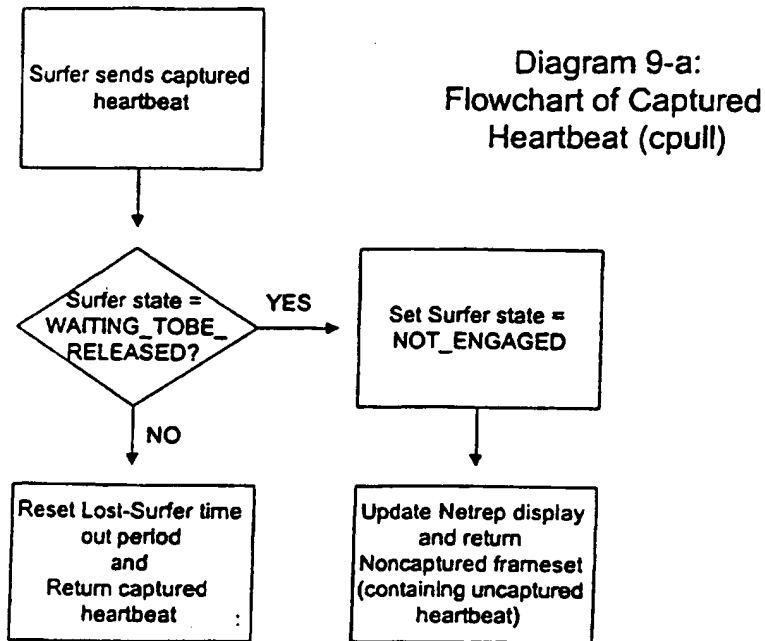 Surfer sends captured
heartbeat
Diagram 9-a:
Flowchart of Captured
Heartbeat (cpull)
Surfer state =
WAITING_TOBE_
RELEASED?
YES
Set Surfer state =
NOT_ENGAGED
NO
Reset Lost-Surfer time
out period
and
Return captured
heartbeat :
Update Netrep display
and return
Noncaptured frameset
(containing uncaptured
heartbeat)